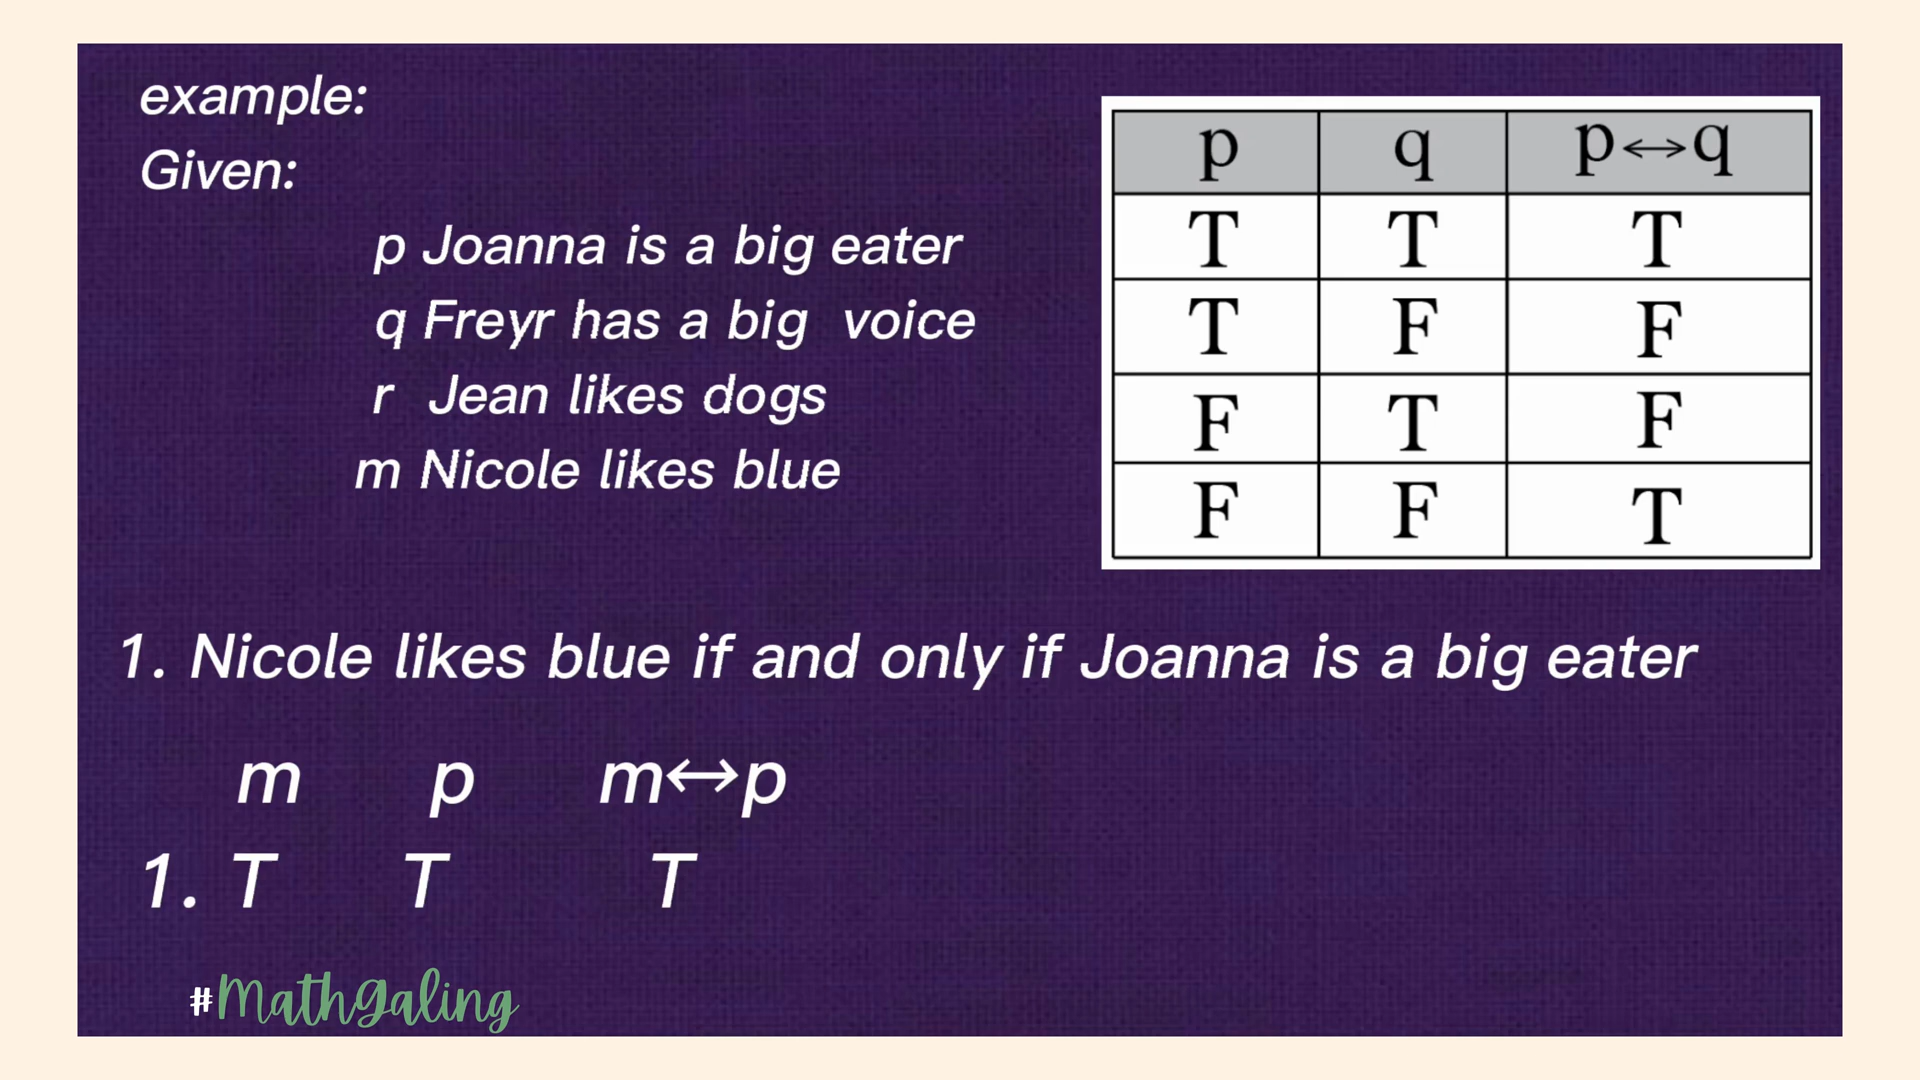 example:
Given:
p Joanna is a big eater
q Freyr has a big voice
r Jean likes dogs
m Nicole likes blue
p q p↔q
T T T
T F F
F T F
F F T
1. Nicole likes blue if and only if Joanna is a big eater
m p m↔p
1. T T T
#MathGaling